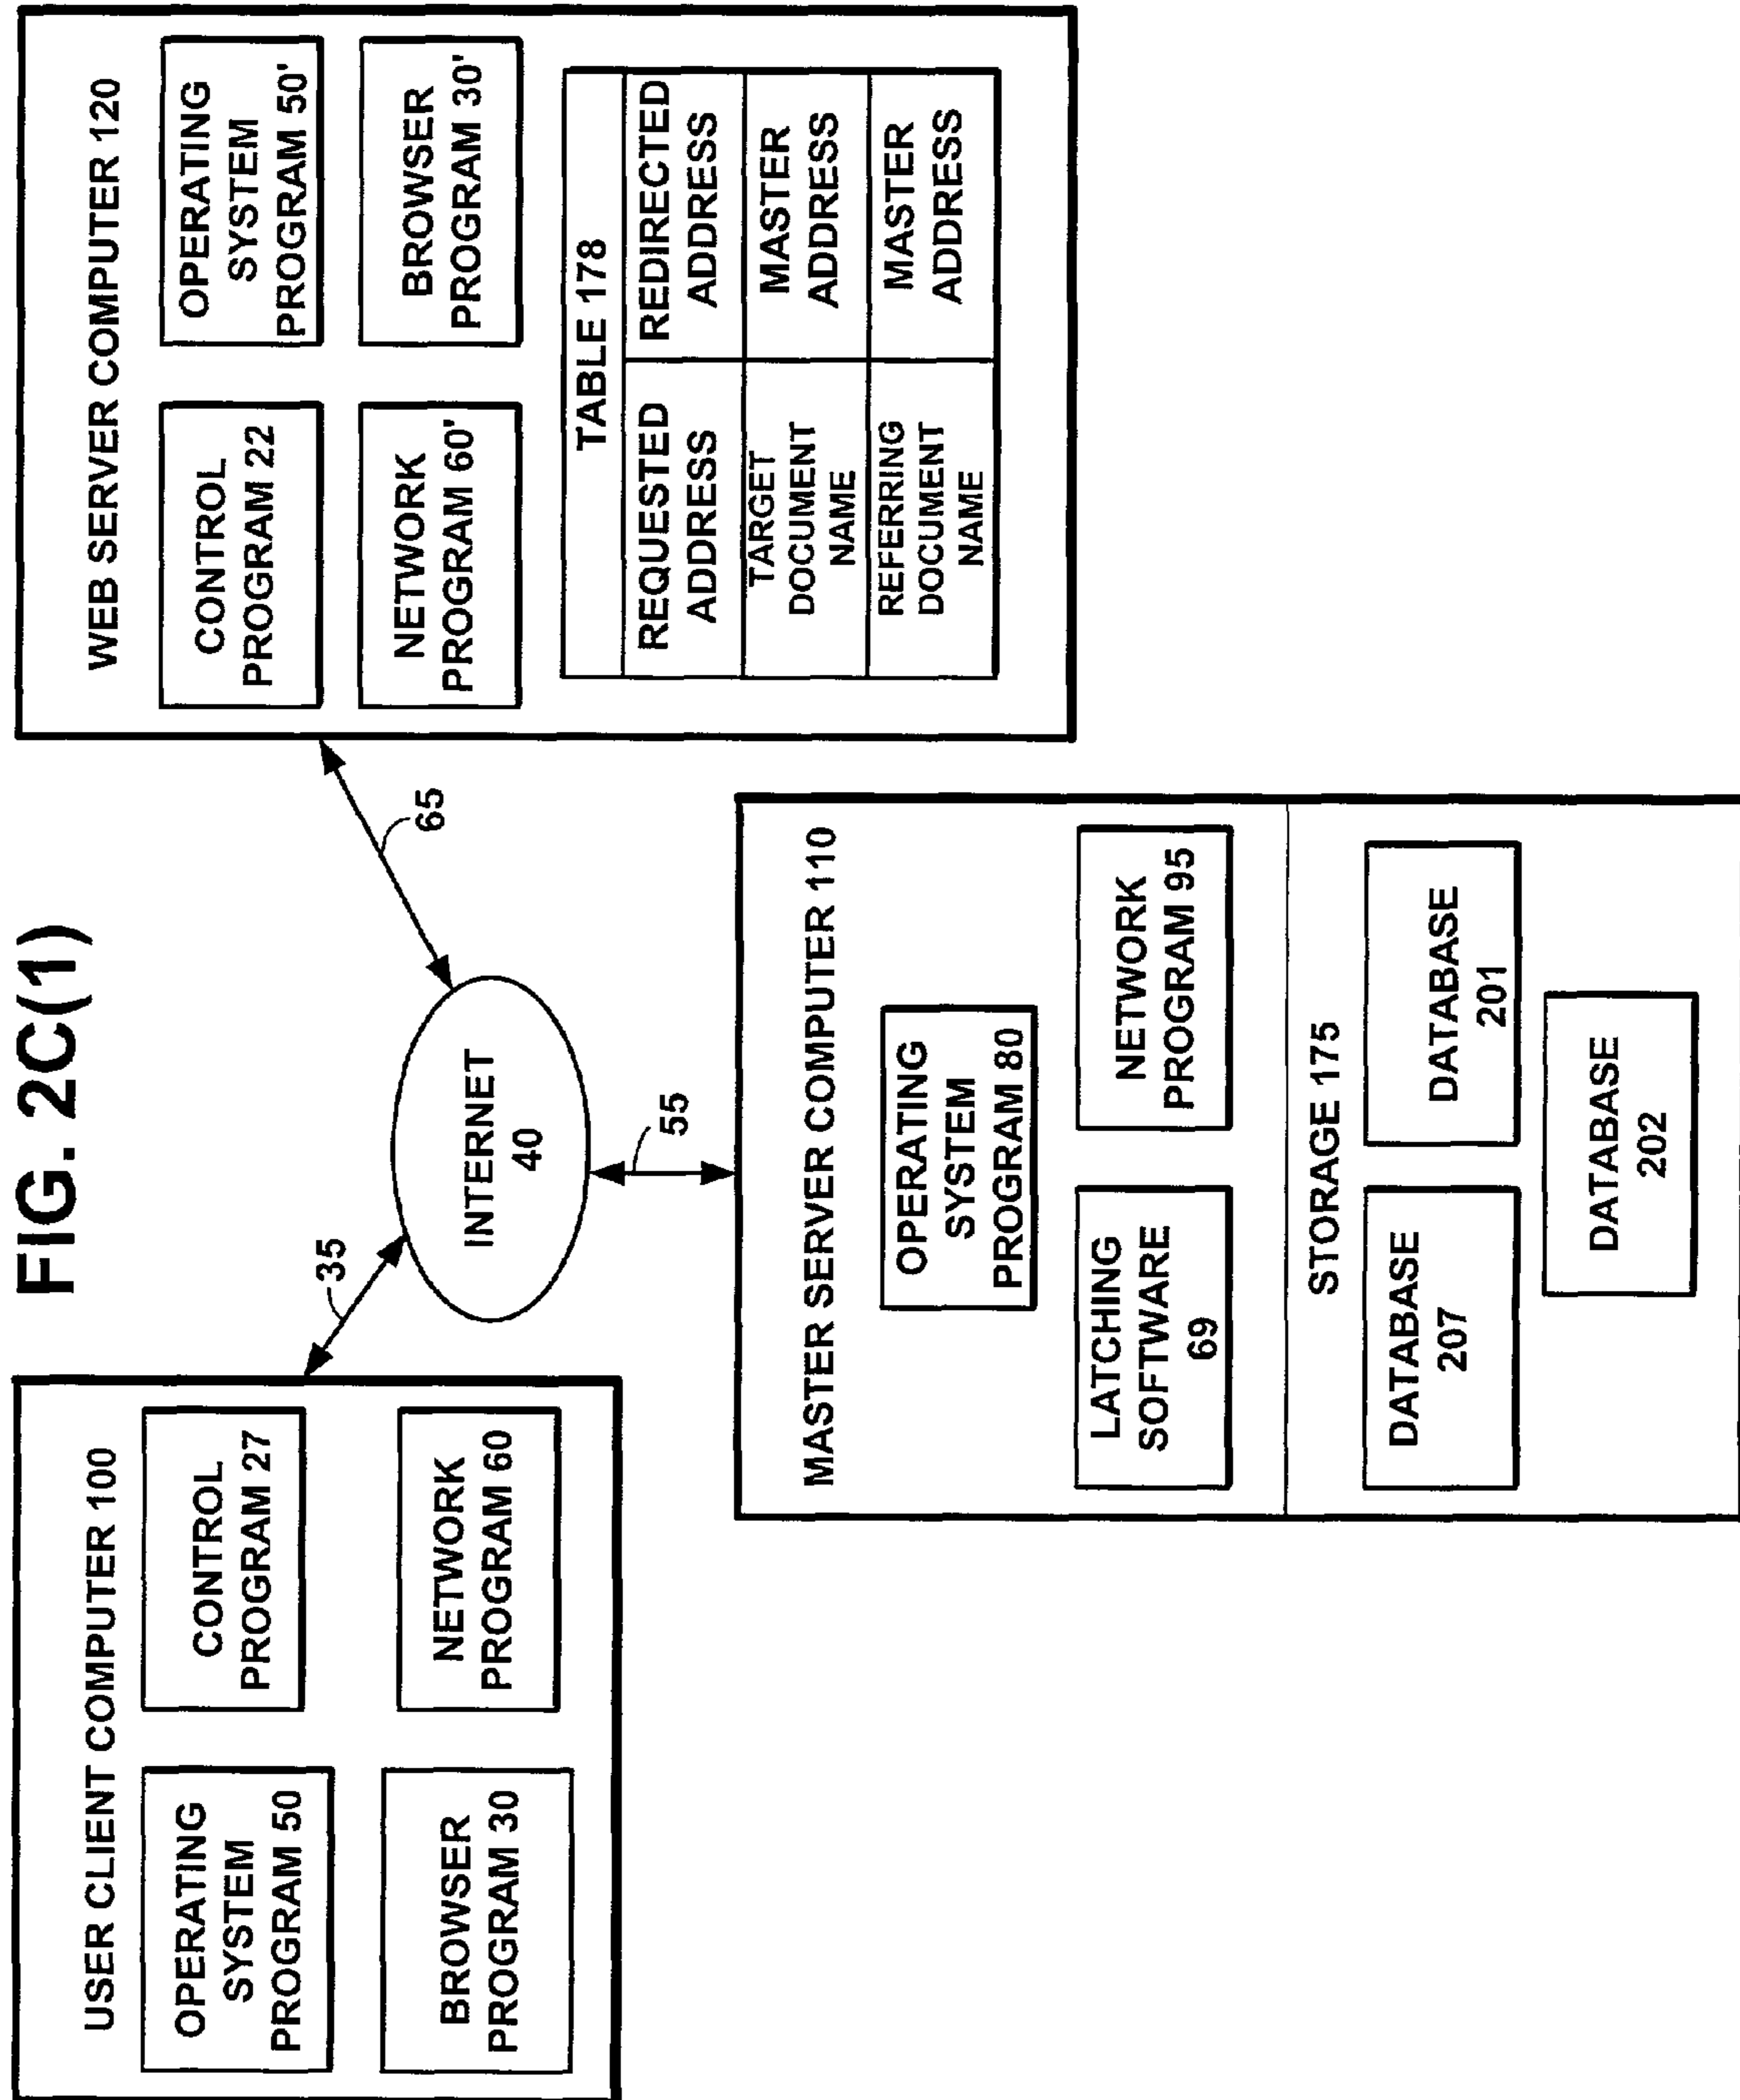 FIG. 2C(1)
USER CLIENT COMPUTER 100
OPERATING
SYSTEM
PROGRAM 50
CONTROL
PROGRAM 27
BROWSER
PROGRAM 30
NETWORK
PROGRAM 60
35
INTERNET
40
55
65
WEB SERVER COMPUTER 120
CONTROL
PROGRAM 22
OPERATING
SYSTEM
PROGRAM 50'
NETWORK
PROGRAM 60'
BROWSER
PROGRAM 30'
TABLE 178
REQUESTED
ADDRESS
REDIRECTED
ADDRESS
TARGET
DOCUMENT
NAME
MASTER
ADDRESS
REFERRING
DOCUMENT
NAME
MASTER
ADDRESS
MASTER SERVER COMPUTER 110
OPERATING
SYSTEM
PROGRAM 80
LATCHING
SOFTWARE
69
NETWORK
PROGRAM 95
STORAGE 175
DATABASE
207
DATABASE
201
DATABASE
202